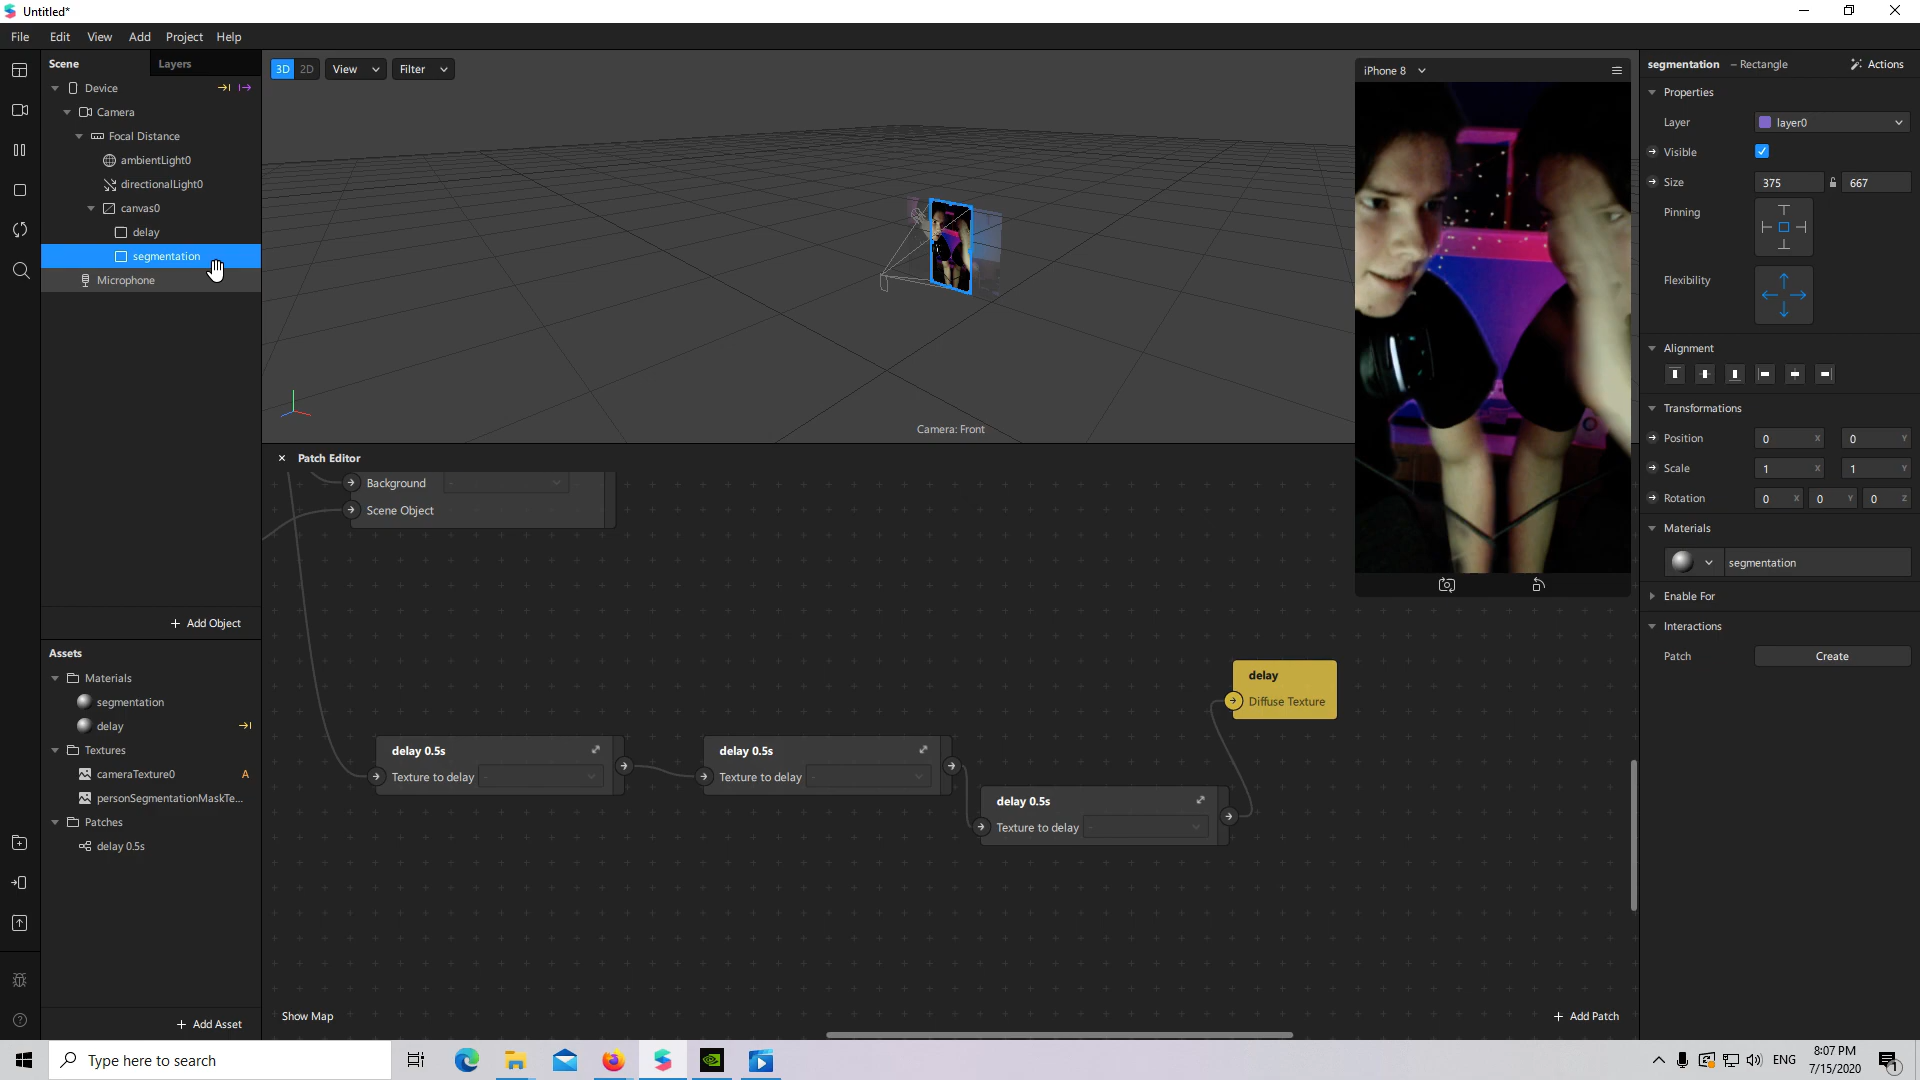 Untitled*
File Edit View Add Project Help
Scene Layers
Device
Camera
Focal Distance
ambientLight0
directionalLight0
canvas0
delay
segmentation
Microphone
+ Add Object
Assets
Materials
segmentation
delay
Textures
cameraTexture0 A
personSegmentationMaskTe...
Patches
delay 0.5s
+ Add Asset
3D 2D View Filter
Camera: Front
iPhone 8
Patch Editor
Background -
Scene Object
delay 0.5s
Texture to delay -
delay 0.5s
Texture to delay -
delay 0.5s
Texture to delay -
delay
Diffuse Texture
Show Map
+ Add Patch
segmentation – Rectangle Actions
Properties
Layer layer0
Visible
Size 375 667
Pinning
Flexibility
Alignment
Transformations
Position 0 X 0 Y
Scale 1 X 1 Y
Rotation 0 X 0 Y 0 Z
Materials
segmentation
Enable For
Interactions
Patch Create
Type here to search
ENG
8:07 PM
7/15/2020
1